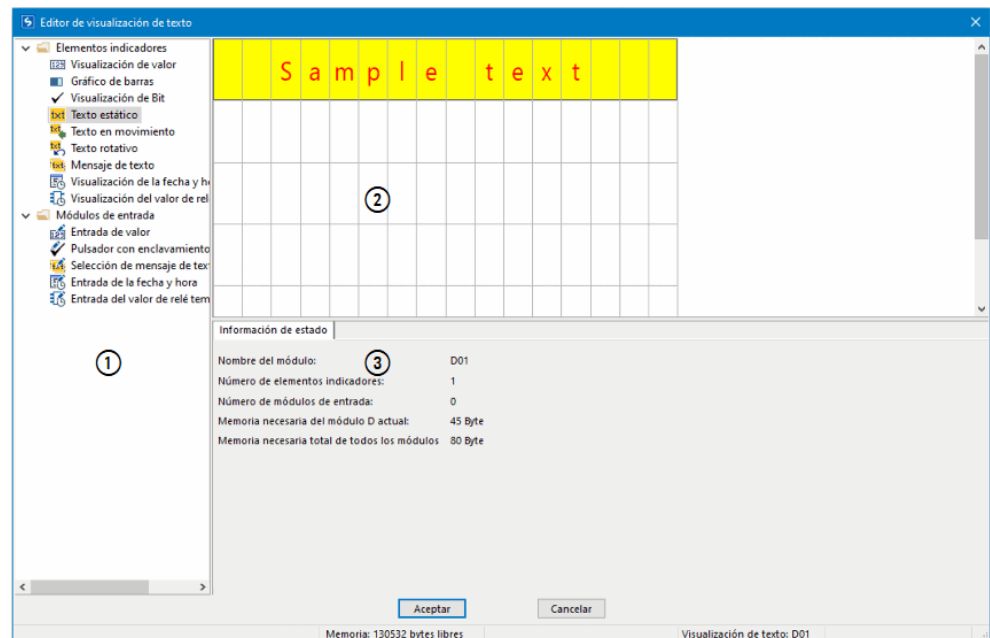 Editor de visualización de texto
Elementos indicadores
Visualización de valor
Gráfico de barras
Visualización de Bit
Texto estático
Texto en movimiento
Texto rotativo
Mensaje de texto
Visualización de la fecha y h
Visualización del valor de rel
Módulos de entrada
Entrada de valor
Pulsador con enclavamiento
Selección de mensaje de tex
Entrada de la fecha y hora
Entrada del valor de relé tem
1
Sample text
2
Información de estado
3
Nombre del módulo: D01
Número de elementos indicadores: 1
Número de módulos de entrada: 0
Memoria necesaria del módulo D actual: 45 Byte
Memoria necesaria total de todos los módulos 80 Byte
Aceptar Cancelar
Memoria: 130532 bytes libres Visualización de texto: D01